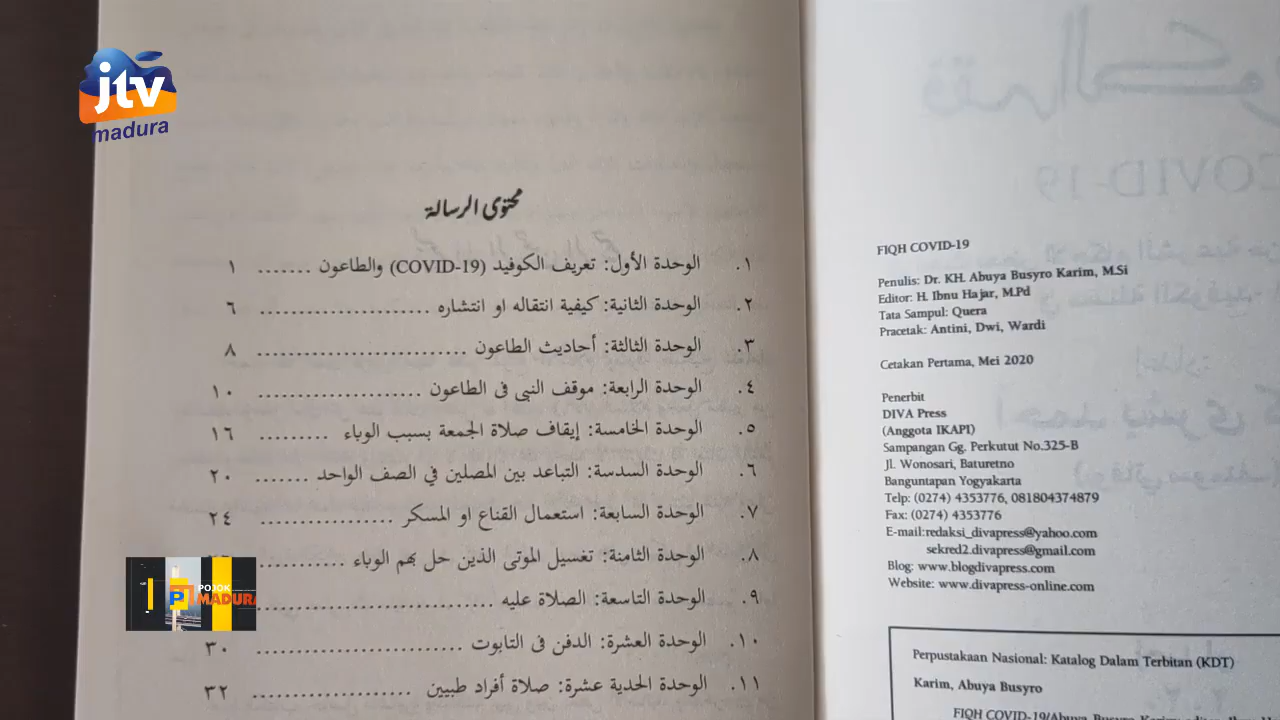 jtv
madura
محتوى الرسالة
١. الوحدة الأول: تعريف الكوفيد (COVID-19) والطاعون ....... ١
٢. الوحدة الثانية: كيفية انتقاله او انتشاره ....................... ٦
٣. الوحدة الثالثة: أحاديث الطاعون ............................ ٨
٤. الوحدة الرابعة: موقف النبى فى الطاعون ...................... ١٠
٥. الوحدة الخامسة: إيقاف صلاة الجمعة بسبب الوباء ......... ١٦
٦. الوحدة السدسة: التباعد بين المصلين في الصف الواحد ....... ٢٠
٧. الوحدة السابعة: استعمال القناع او المسكر .................. ٢٤
٨. الوحدة الثامنة: تغسيل الموتى الذين حل بهم الوباء ............
٩. الوحدة التاسعة: الصلاة عليه ................................
١٠. الوحدة العشرة: الدفن فى التابوت ............................ ٣٠
١١. الوحدة الحدية عشرة: صلاة أفراد طبيين ..................... ٣٢
POJOK
MADURA
FIQH COVID-19
Penulis: Dr. KH. Abuya Busyro Karim, M.Si
Editor: H. Ibnu Hajar, M.Pd
Tata Sampul: Quera
Pracetak: Antini, Dwi, Wardi
Cetakan Pertama, Mei 2020
Penerbit
DIVA Press
(Anggota IKAPI)
Sampangan Gg. Perkutut No.325-B
Jl. Wonosari, Baturetno
Banguntapan Yogyakarta
Telp: (0274) 4353776, 081804374879
Fax: (0274) 4353776
E-mail:redaksi_divapress@yahoo.com
sekred2.divapress@gmail.com
Blog: www.blogdivapress.com
Website: www.divapress-online.com
Perpustakaan Nasional: Katalog Dalam Terbitan (KDT)
Karim, Abuya Busyro
FIQH COVID-19/Abuya Busyro Karim